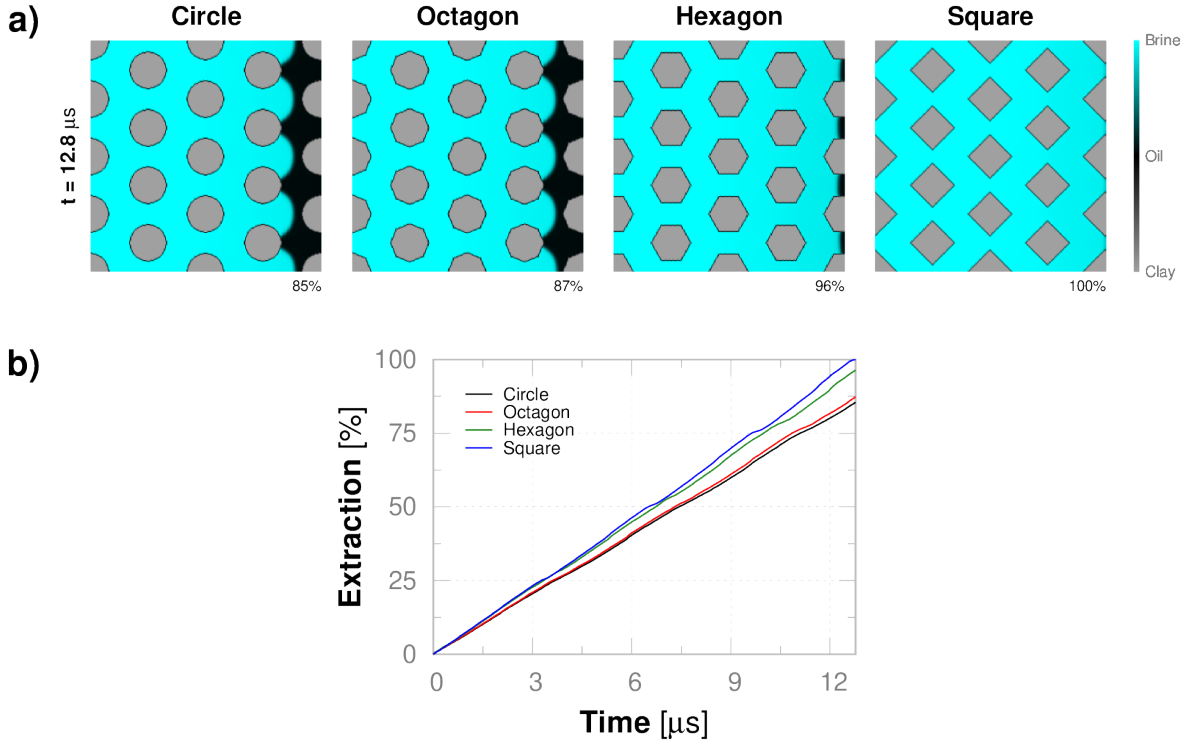 a)
Circle Octagon Hexagon Square
t = 12.8 μs
Brine
Oil
Clay
85% 87% 96% 100%
b)
Extraction [%]
100
75
50
25
0
Circle
Octagon
Hexagon
Square
0 3 6 9 12
Time [μs]